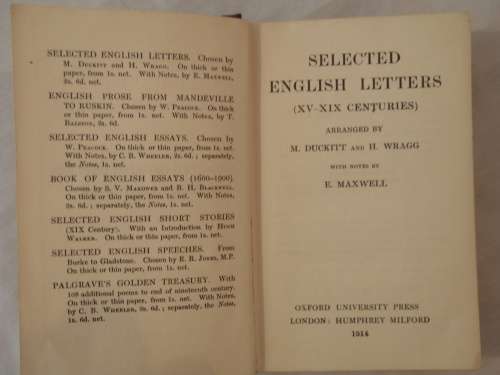 SELECTED ENGLISH LETTERS. Chosen by
M. DUCKITT and H. WRAGG. On thick or thin
paper, from 1s. net. With Notes, by E. MAXWELL,
2s. 6d.
ENGLISH PROSE FROM MANDEVILLE
TO RUSKIN. Chosen by W. PEACOCK. On thick
or thin paper, from 1s. net. With Notes, by T.
BALSTON, 2s. 6d.
SELECTED ENGLISH ESSAYS. Chosen by
W. PEACOCK. On thick or thin paper, from 1s. net.
With Notes, by C. B. WHEELER, 2s. 6d.; separately,
the Notes, 1s. net.
BOOK OF ENGLISH ESSAYS (1600-1900).
Chosen by S. V. MAKOWER and B. H. BLACKWELL.
On thick or thin paper, from 1s. net. With Notes,
2s. 6d.; separately, the Notes, 1s. net.
SELECTED ENGLISH SHORT STORIES
(XIX Century). With an Introduction by HUGH
WALKER. On thick or thin paper, from 1s. net.
SELECTED ENGLISH SPEECHES. From
Burke to Gladstone. Chosen by E. R. JONES, M.P.
On thick or thin paper, from 1s. net.
PALGRAVE'S GOLDEN TREASURY. With
additional poems to end of nineteenth century.
On thick or thin paper, from 1s. net. With Notes,
by C. B. WHEELER, 2s. 6d.; separately, the Notes,
1s. 6d. net.
SELECTED
ENGLISH LETTERS
(XV-XIX CENTURIES)
ARRANGED BY
M. DUCKITT AND H. WRAGG
WITH NOTES BY
E. MAXWELL
OXFORD UNIVERSITY PRESS
LONDON: HUMPHREY MILFORD
1914